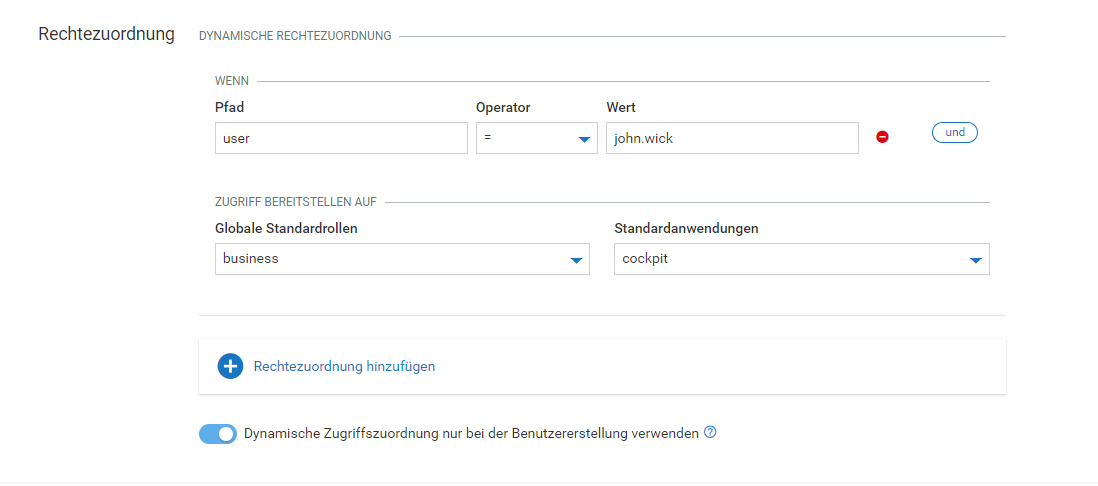 Rechtezuordnung
DYNAMISCHE RECHTEZUORDNUNG
WENN
Pfad Operator Wert
user = john.wick und
ZUGRIFF BEREITSTELLEN AUF
Globale Standardrollen Standardanwendungen
business cockpit
Rechtezuordnung hinzufügen
Dynamische Zugriffszuordnung nur bei der Benutzererstellung verwenden ?